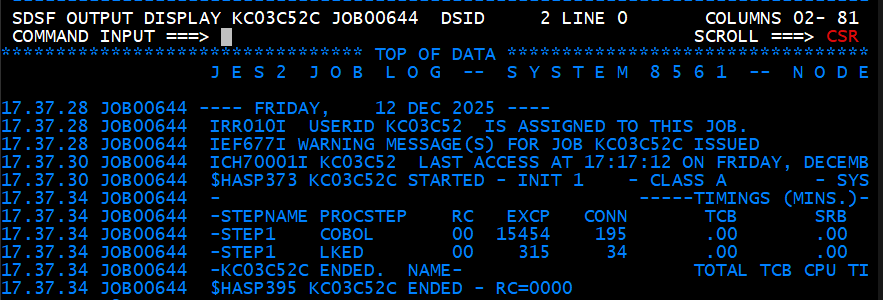 SDSF OUTPUT DISPLAY KC03C52C JOB00644  DSID     2 LINE 0       COLUMNS 02- 81
COMMAND INPUT ===>                                            SCROLL ===> CSR
********************************* TOP OF DATA **********************************
J E S 2  J O B  L O G  --  S Y S T E M  8 5 6 1  --  N O D E
17.37.28 JOB00644 ---- FRIDAY,    12 DEC 2025 ----
17.37.28 JOB00644  IRR010I  USERID KC03C52  IS ASSIGNED TO THIS JOB.
17.37.28 JOB00644  IEF677I WARNING MESSAGE(S) FOR JOB KC03C52C ISSUED
17.37.30 JOB00644  ICH70001I KC03C52  LAST ACCESS AT 17:17:12 ON FRIDAY, DECEMB
17.37.30 JOB00644  $HASP373 KC03C52C STARTED - INIT 1    - CLASS A        - SYS
17.37.34 JOB00644  -                                      -----TIMINGS (MINS.)-
17.37.34 JOB00644  -STEPNAME PROCSTEP    RC   EXCP   CONN       TCB       SRB
17.37.34 JOB00644  -STEP1    COBOL       00  15454    195       .00       .00
17.37.34 JOB00644  -STEP1    LKED        00    315     34       .00       .00
17.37.34 JOB00644  -KC03C52C ENDED.  NAME-                     TOTAL TCB CPU TI
17.37.34 JOB00644  $HASP395 KC03C52C ENDED - RC=0000